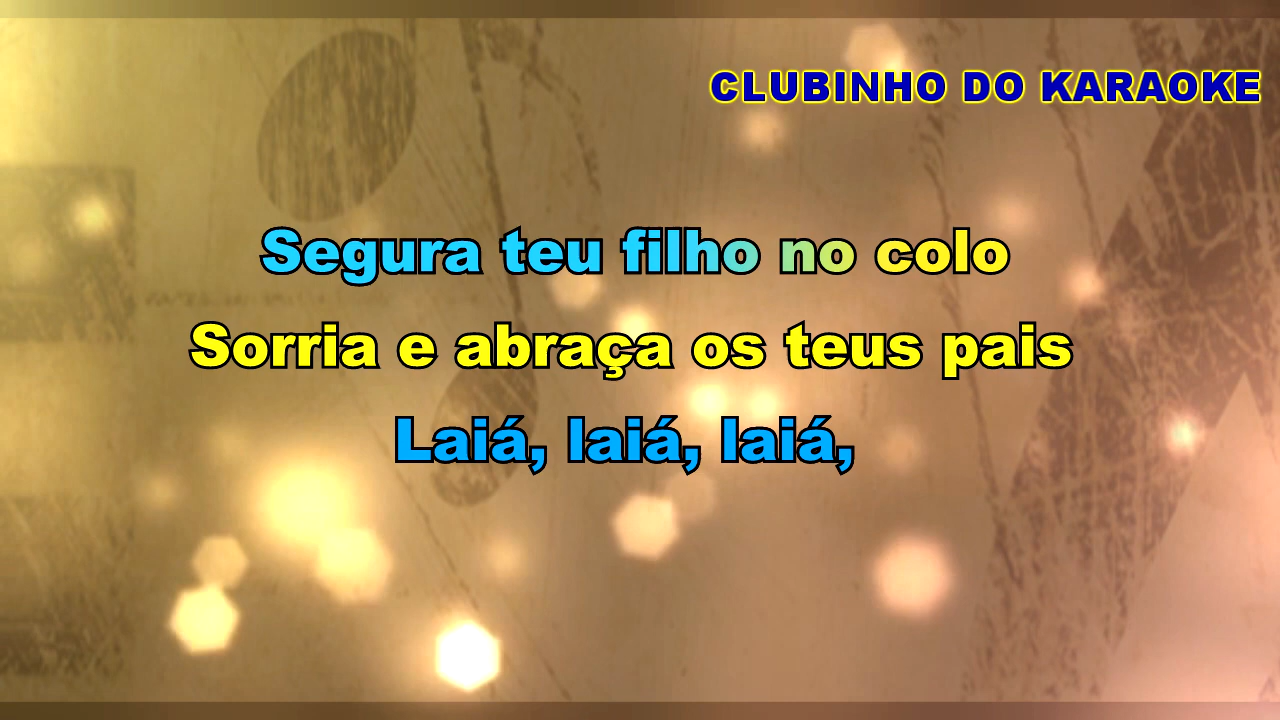 CLUBINHO DO KARAOKE
Segura teu filho no colo
Sorria e abraça os teus pais
Laiá, laiá, laiá,